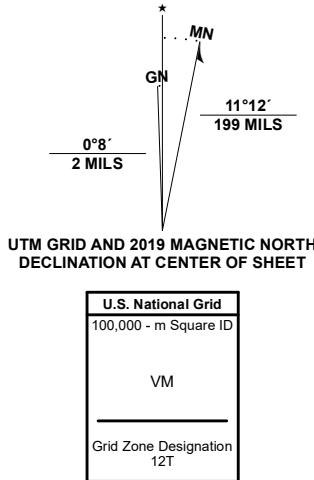 ★
MN
GN
11°12´
199 MILS
0°8´
2 MILS
UTM GRID AND 2019 MAGNETIC NORTH
DECLINATION AT CENTER OF SHEET
U.S. National Grid
100,000 - m Square ID
VM
Grid Zone Designation
12T